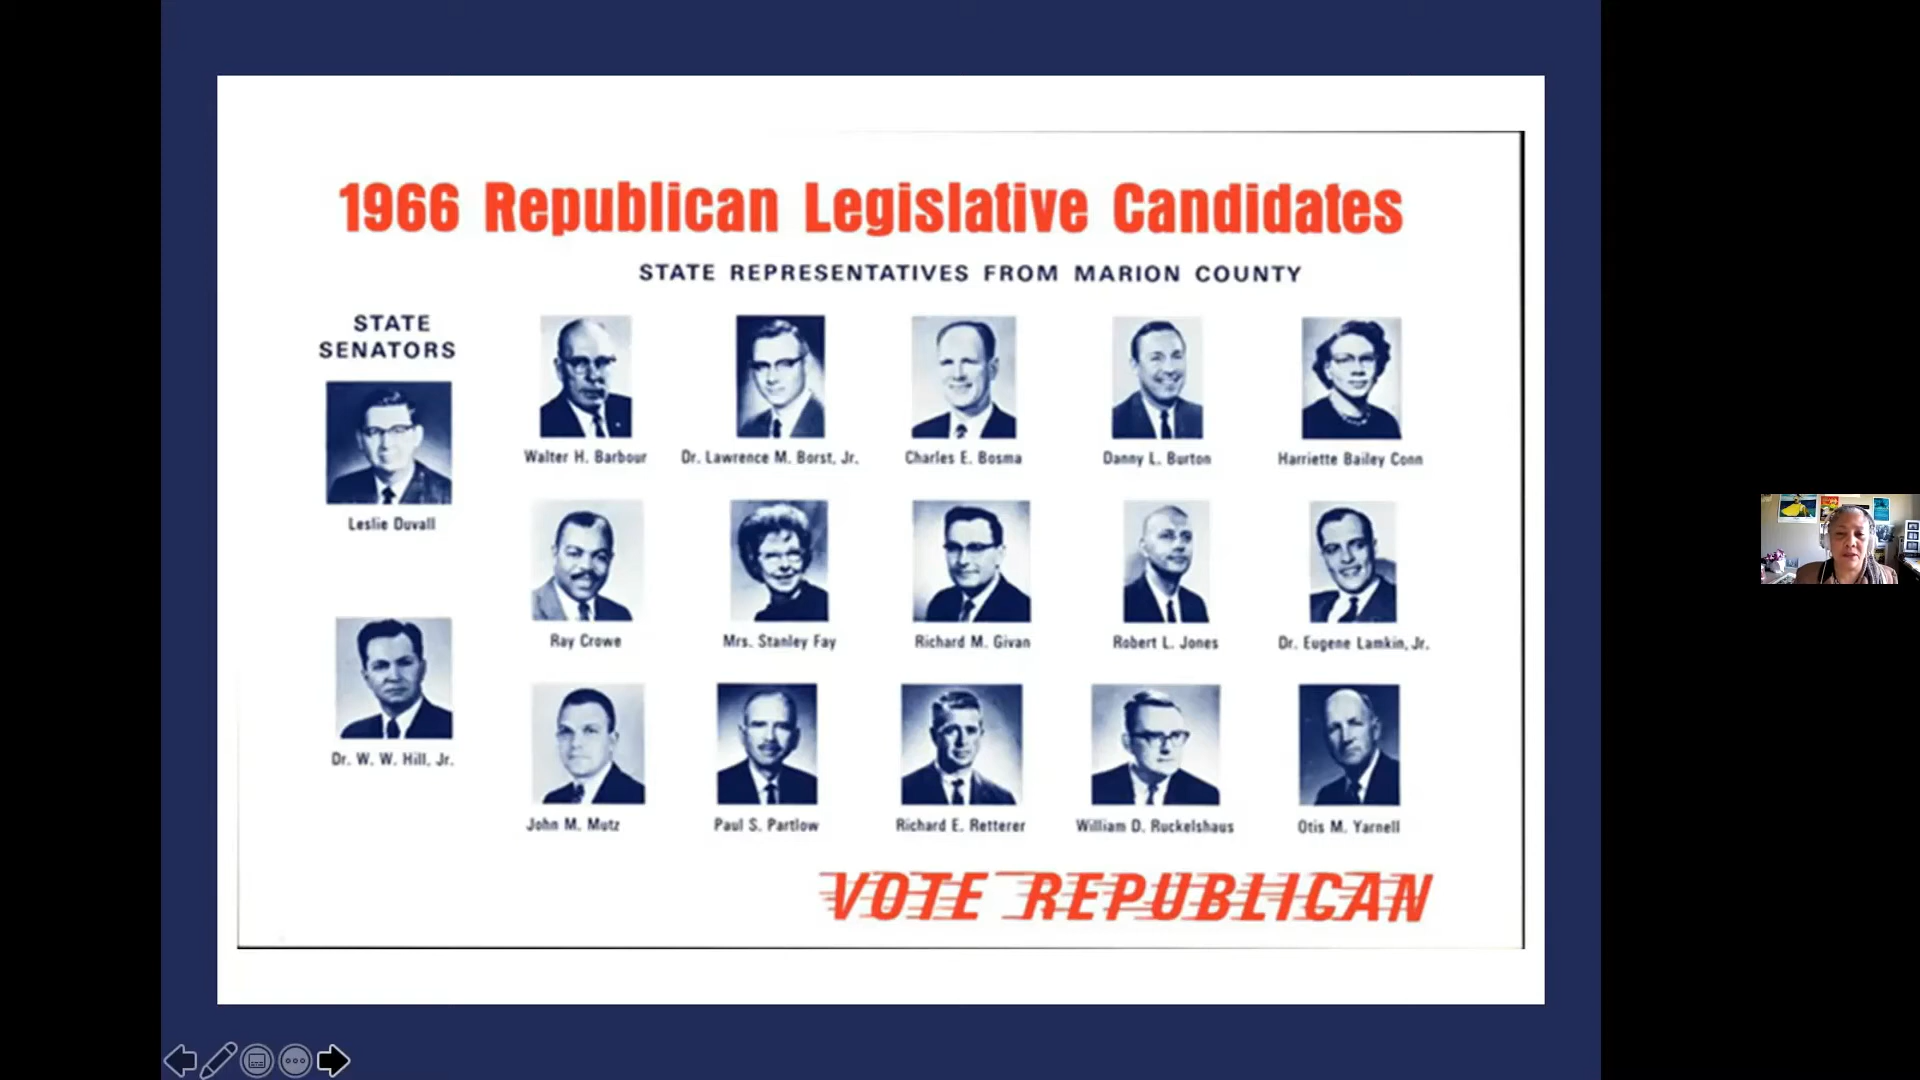 1966 Republican Legislative Candidates
STATE REPRESENTATIVES FROM MARION COUNTY
STATE
SENATORS
Leslie Duvall
Dr. W. W. Hill, Jr.
Walter H. Barbour
Dr. Lawrence M. Borst, Jr.
Charles E. Bosma
Danny L. Burton
Harriette Bailey Conn
Ray Crowe
Mrs. Stanley Fay
Richard M. Givan
Robert L. Jones
Dr. Eugene Lamkin, Jr.
John M. Mutz
Paul S. Partlow
Richard E. Retterer
William D. Ruckelshaus
Otis M. Yarnell
VOTE REPUBLICAN